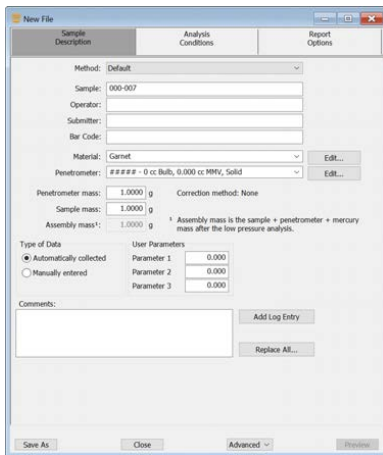 New File
Sample Description
Analysis Conditions
Report Options
Method: Default
Sample: 000-007
Operator:
Submitter:
Bar Code:
Material: Garnet Edit...
Penetrometer: ##### - 0 cc Bulb, 0.000 cc MMV, Solid Edit...
Penetrometer mass: 1.0000 g Correction method: None
Sample mass: 1.0000 g
Assembly mass¹: 1.0000 g
¹ Assembly mass is the sample + penetrometer + mercury
mass after the low pressure analysis.
Type of Data
Automatically collected
Manually entered
User Parameters
Parameter 1 0.000
Parameter 2 0.000
Parameter 3 0.000
Comments:
Add Log Entry
Replace All...
Save As Close Advanced Preview